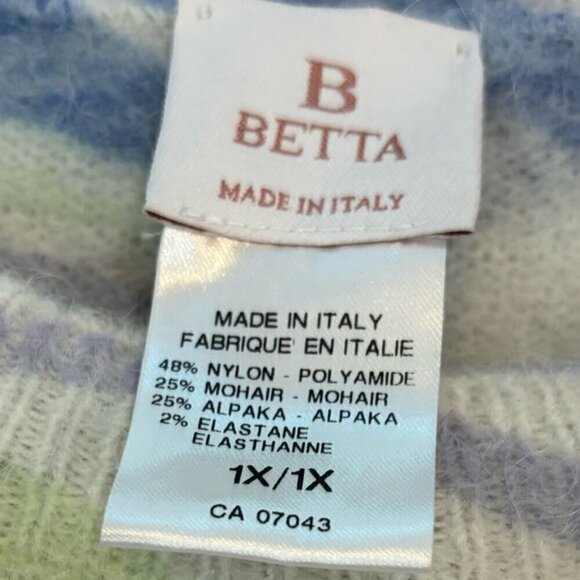 B
BETTA
MADE IN ITALY
MADE IN ITALY
FABRIQUE' EN ITALIE
48% NYLON - POLYAMIDE
25% MOHAIR - MOHAIR
25% ALPAKA - ALPAKA
2% ELASTANE
ELASTHANNE
1X/1X
CA 07043